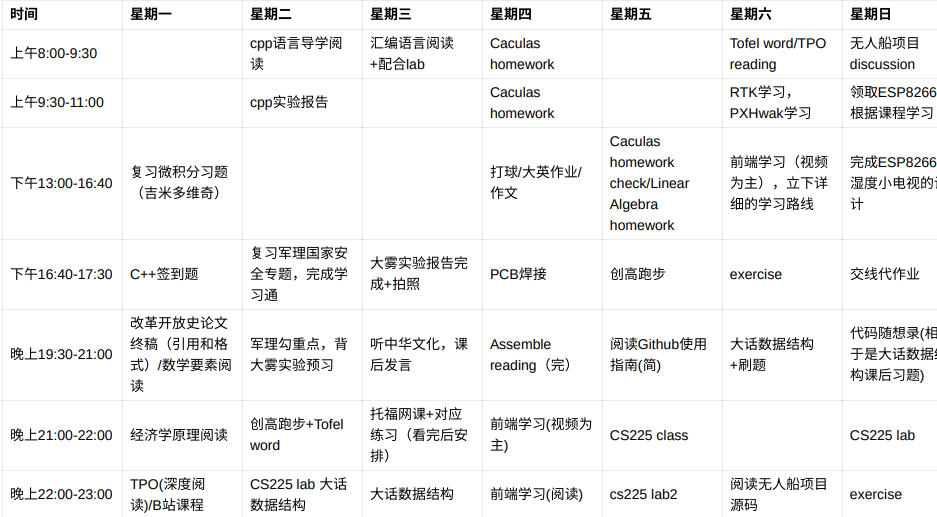 时间 星期一 星期二 星期三 星期四 星期五 星期六 星期日
上午8:00-9:30
cpp语言导学阅
读
汇编语言阅读
+配合lab
Caculas
homework
Tofel word/TPO
reading
无人船项目
discussion
上午9:30-11:00
cpp实验报告
Caculas
homework
RTK学习，
PXHwak学习
领取ESP8266
根据课程学习
下午13:00-16:40
复习微积分习题
（吉米多维奇）
打球/大英作业/
作文
Caculas
homework
check/Linear
Algebra
homework
前端学习（视频
为主），立下详
细的学习路线
完成ESP8266
湿度小电视的
计
下午16:40-17:30
C++签到题
复习军理国家安
全专题，完成学
习通
大雾实验报告完
成+拍照
PCB焊接
创高跑步
exercise
交线代作业
晚上19:30-21:00
改革开放史论文
终稿（引用和格
式）/数学要素阅
读
军理勾重点，背
大雾实验预习
听中华文化，课
后发言
Assemble
reading（完）
阅读Github使用
指南(简)
大话数据结构
+刷题
代码随想录(相
于是大话数据
构课后习题)
晚上21:00-22:00
经济学原理阅读
创高跑步+Tofel
word
托福网课+对应
练习（看完后安
排）
前端学习(视频为
主)
CS225 class
CS225 lab
晚上22:00-23:00
TPO(深度阅
读)/B站课程
CS225 lab 大话
数据结构
大话数据结构
前端学习(阅读)
cs225 lab2
阅读无人船项目
源码
exercise